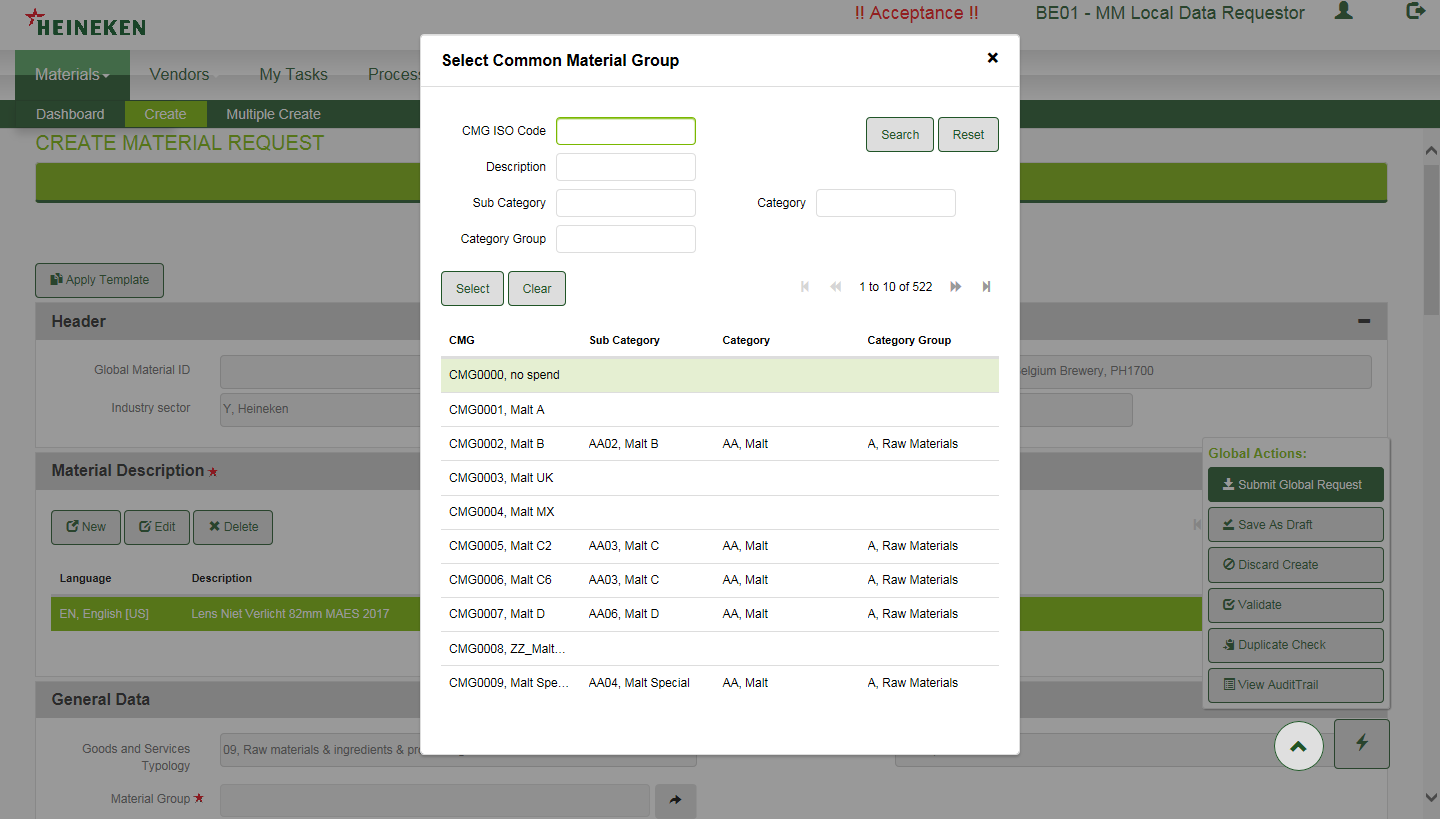 HEINEKEN
!! Acceptance !!
BE01 - MM Local Data Requestor
Materials
Vendors
My Tasks
Proces
Dashboard
Create
Multiple Create
CREATE MATERIAL REQUEST
Apply Template
Header
Global Material ID
elgium Brewery, PH1700
Industry sector
Y, Heineken
Material Description ★
New
Edit
Delete
Language
Description
EN, English [US]
Lens Niet Verlicht 82mm MAES 2017
General Data
Goods and Services
Typology
09, Raw materials & ingredients & pro
Material Group ★
Select Common Material Group
CMG ISO Code
Search
Reset
Description
Sub Category
Category
Category Group
Select
Clear
1 to 10 of 522
CMG Sub Category Category Category Group
CMG0000, no spend
CMG0001, Malt A
CMG0002, Malt B AA02, Malt B AA, Malt A, Raw Materials
CMG0003, Malt UK
CMG0004, Malt MX
CMG0005, Malt C2 AA03, Malt C AA, Malt A, Raw Materials
CMG0006, Malt C6 AA03, Malt C AA, Malt A, Raw Materials
CMG0007, Malt D AA06, Malt D AA, Malt A, Raw Materials
CMG0008, ZZ_Malt...
CMG0009, Malt Spe... AA04, Malt Special AA, Malt A, Raw Materials
Global Actions:
Submit Global Request
Save As Draft
Discard Create
Validate
Duplicate Check
View AuditTrail